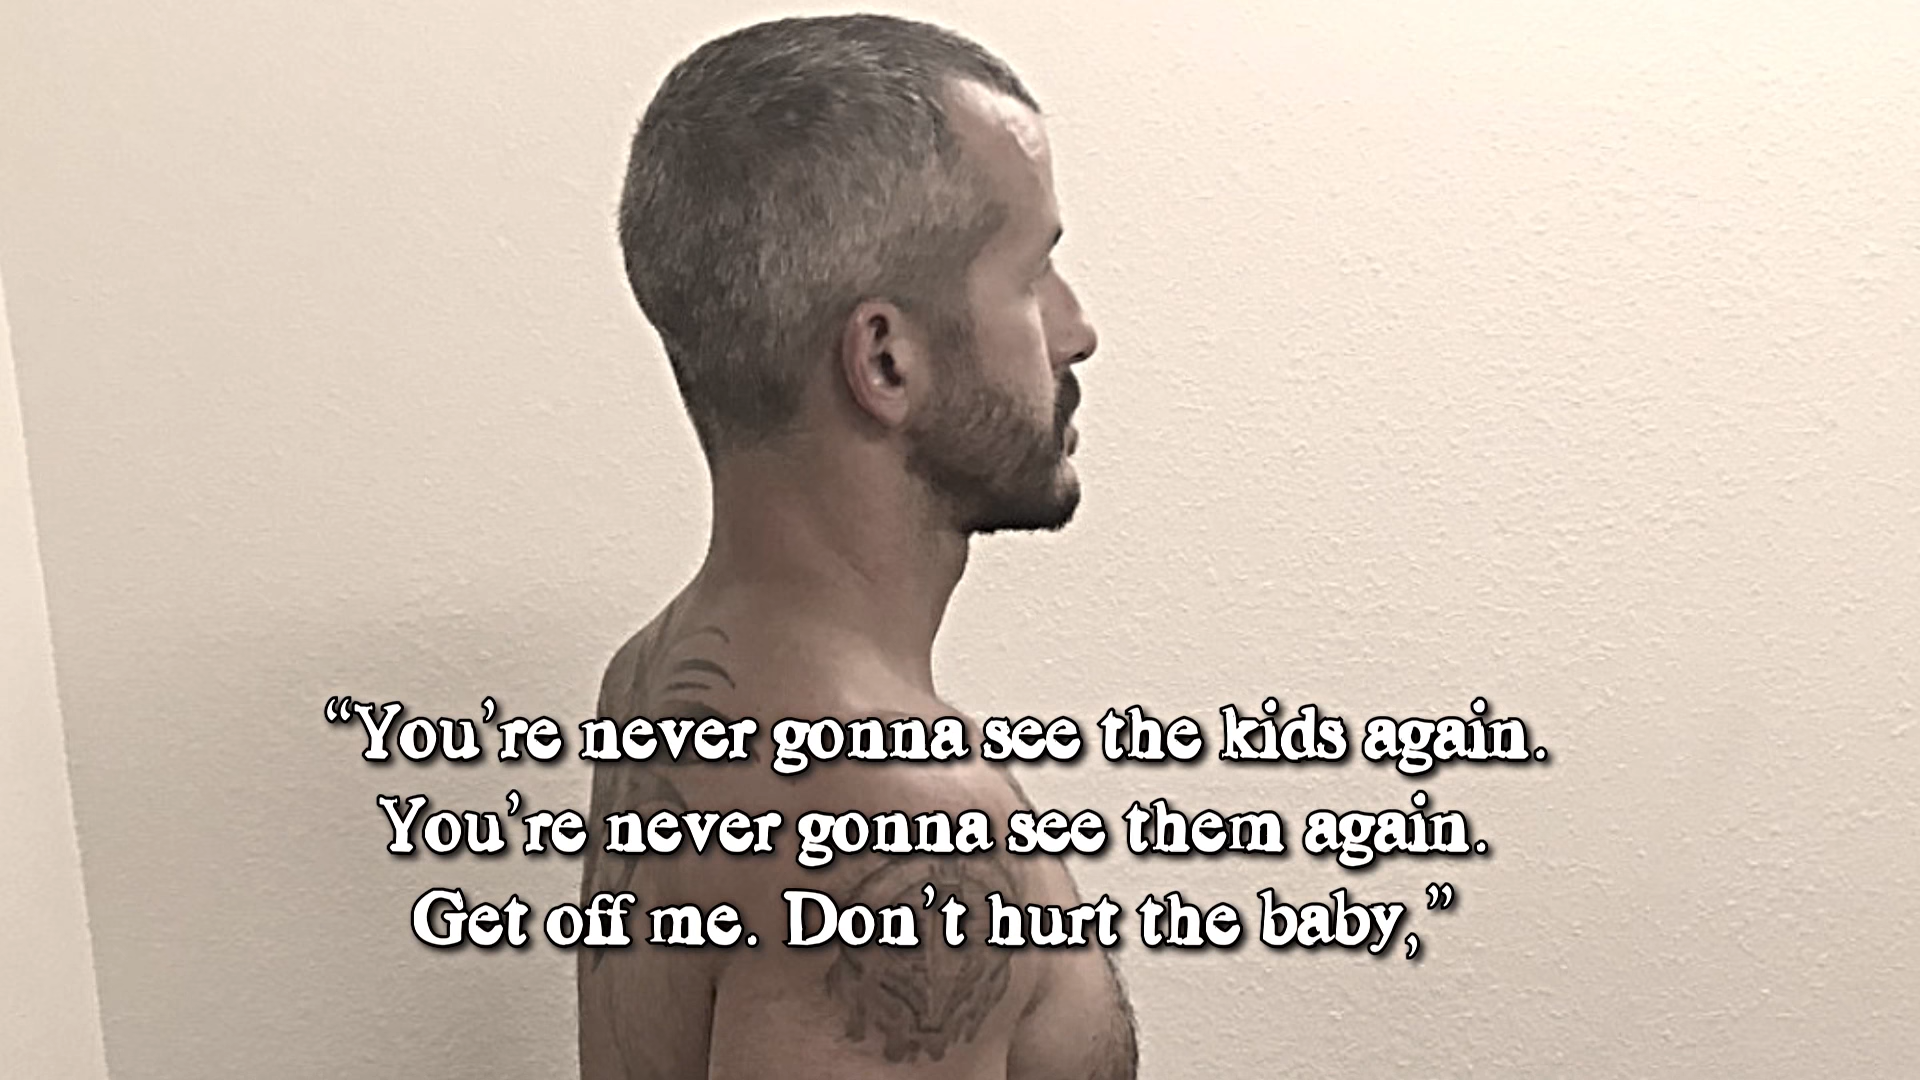 “You’re never gonna see the kids again.
You’re never gonna see them again.
Get off me. Don’t hurt the baby,”